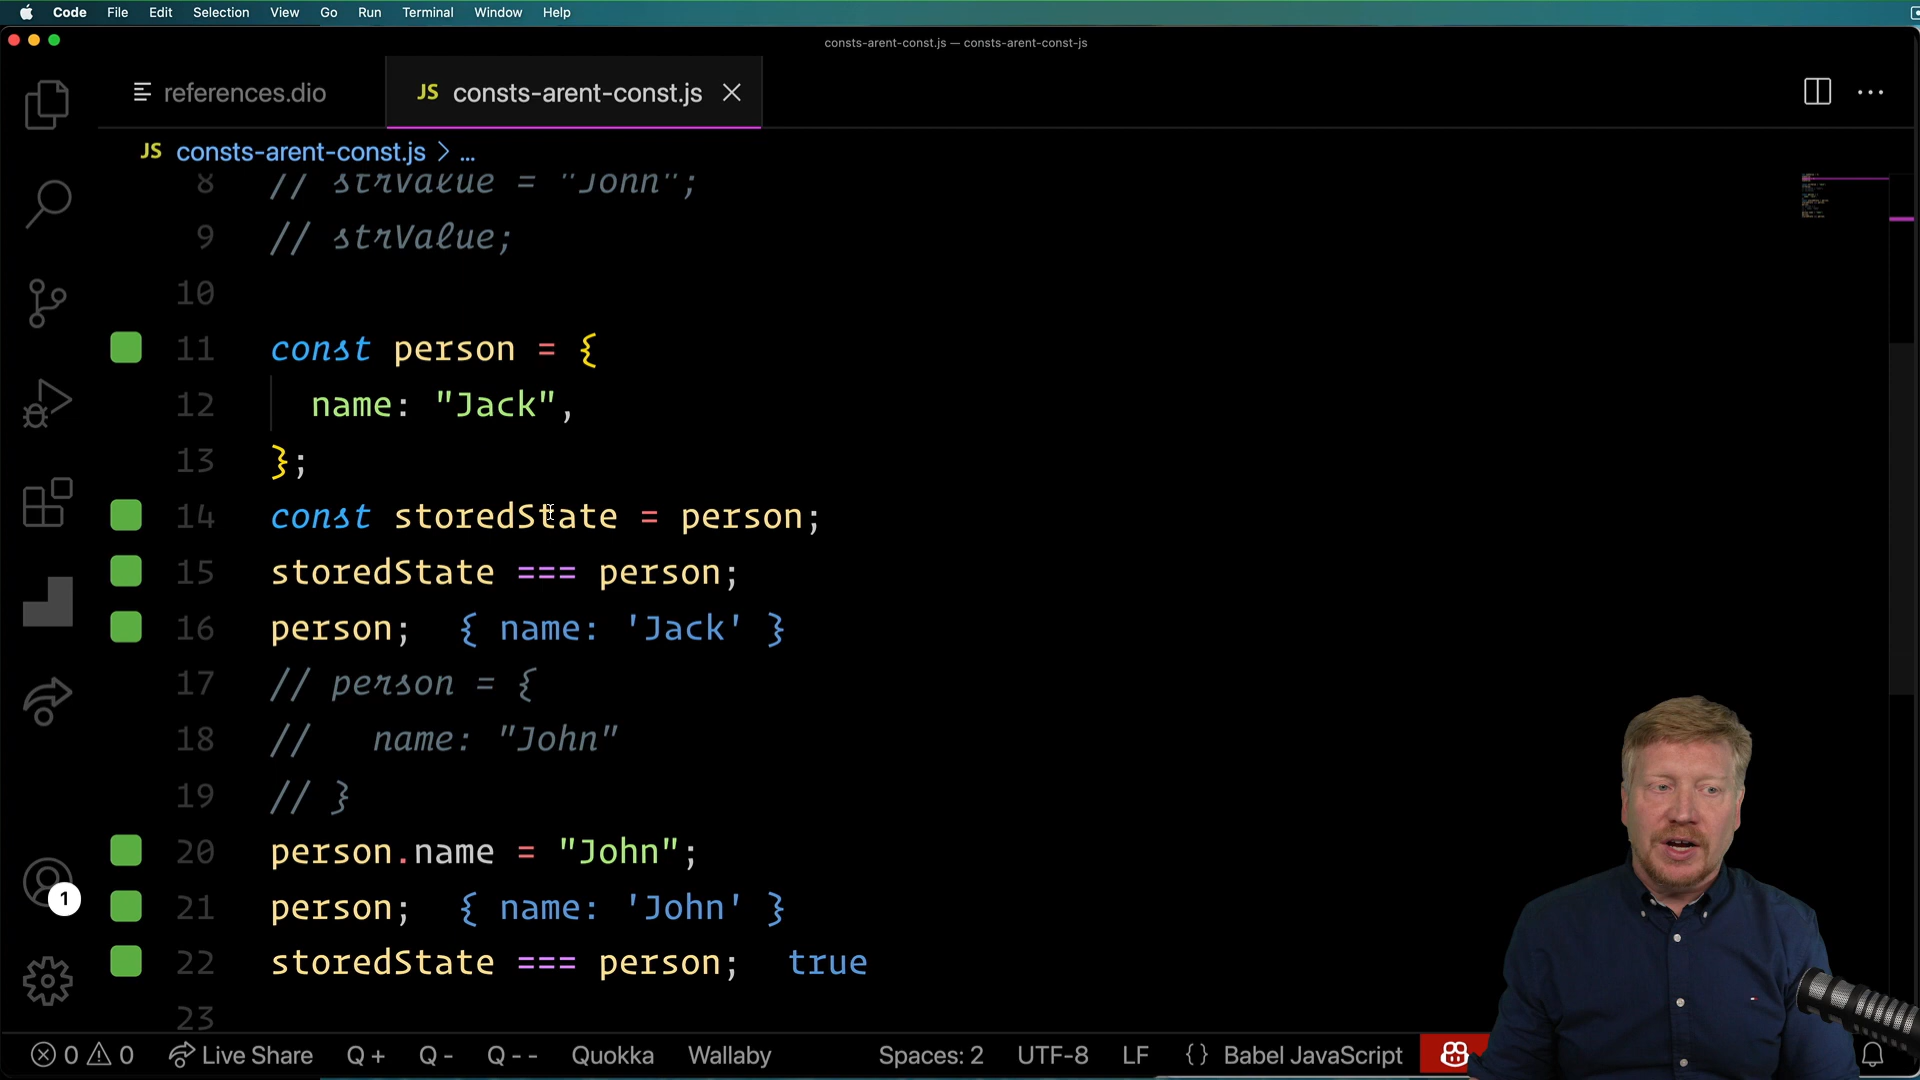 Code File Edit Selection View Go Run Terminal Window Help
consts-arent-const.js — consts-arent-const-js
references.dio JS consts-arent-const.js
JS consts-arent-const.js > ...
8 // strValue = "John";
9 // strValue;
10
11 const person = {
12 name: "Jack",
13 };
14 const storedState = person;
15 storedState === person;
16 person; { name: 'Jack' }
17 // person = {
18 // name: "John"
19 // }
20 person.name = "John";
21 person; { name: 'John' }
22 storedState === person; true
23
1
0 0 Live Share Q + Q - Q - - Quokka Wallaby Spaces: 2 UTF-8 LF {} Babel JavaScript